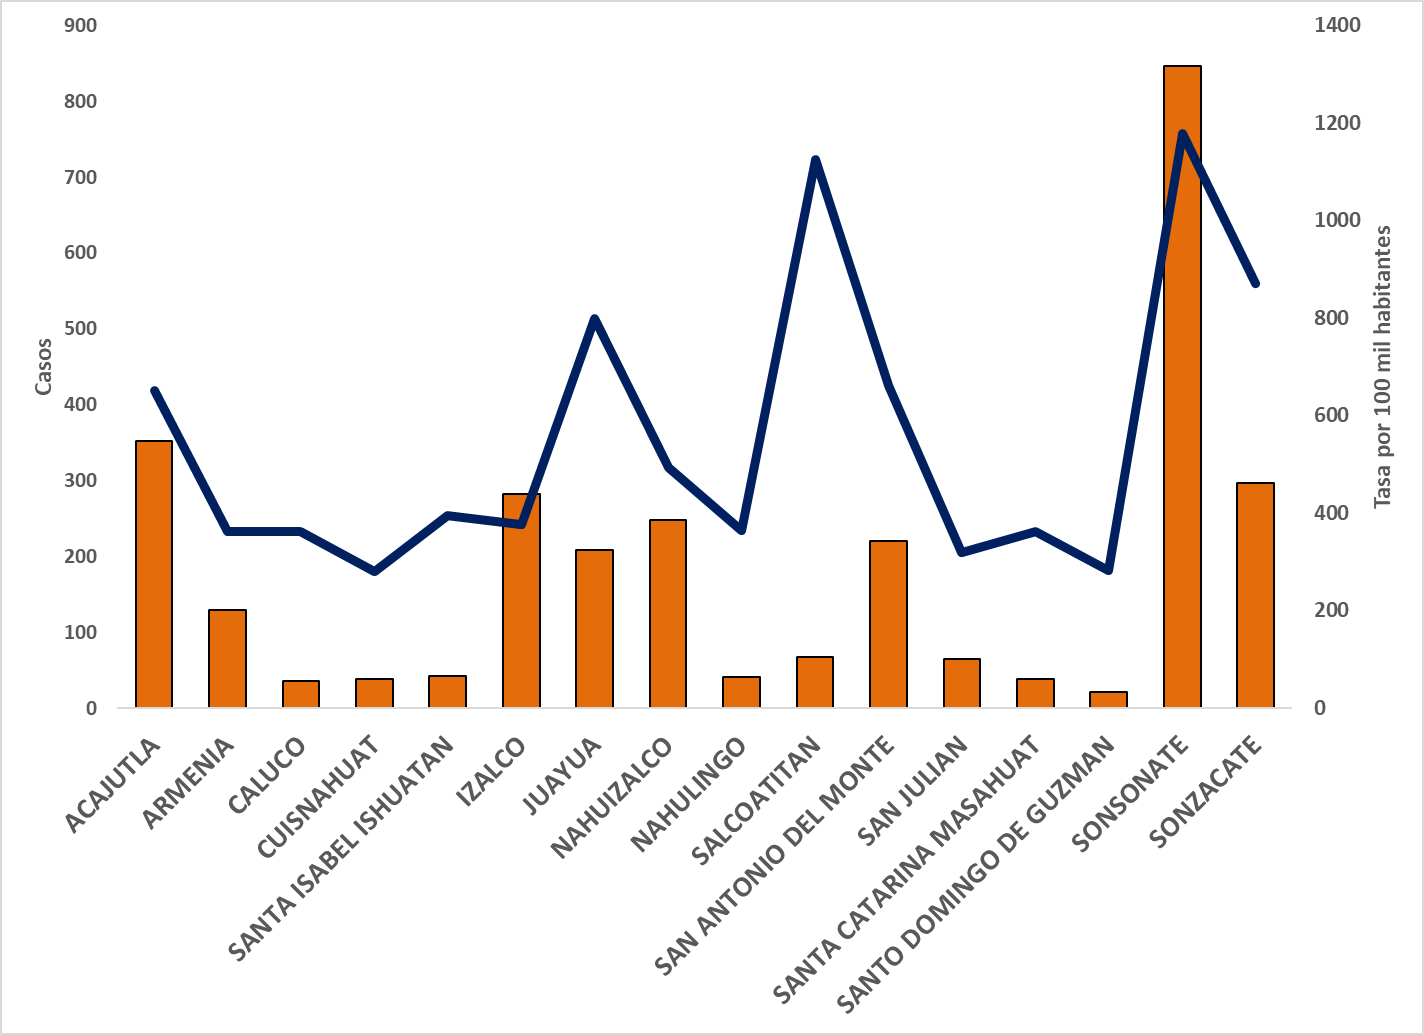 900
800
700
600
500
400
300
200
100
0
Casos
1400
1200
1000
800
600
400
200
0
Tasa por 100 mil habitantes
ACAJUTLA
ARMENIA
CALUCO
CUISNAHUAT
SANTA ISABEL ISHUATAN
IZALCO
JUAYUA
NAHUIZALCO
NAHULINGO
SALCOATITAN
SAN ANTONIO DEL MONTE
SAN JULIAN
SANTA CATARINA MASAHUAT
SANTO DOMINGO DE GUZMAN
SONSONATE
SONZACATE